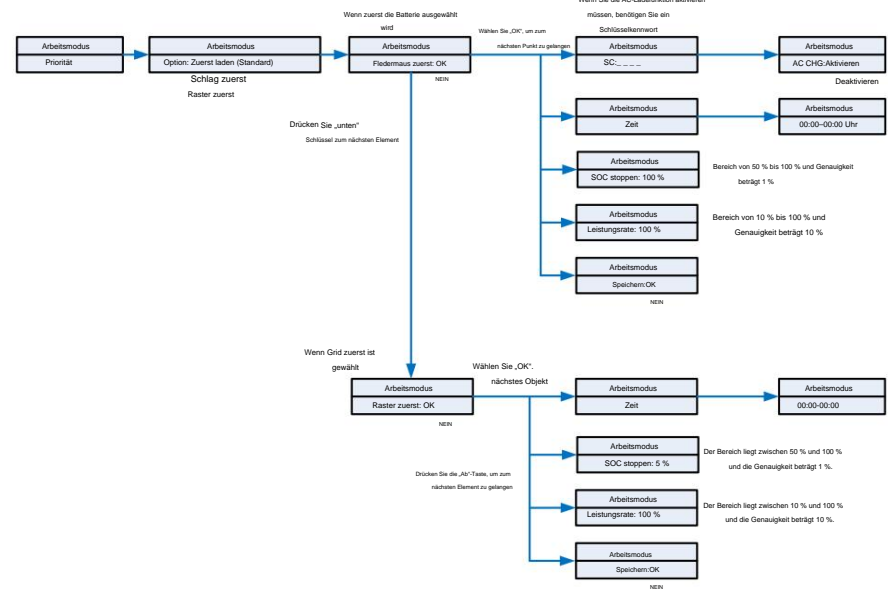 Wenn Sie die AC-Ladefunktion aktivieren
müssen, benötigen Sie ein
Schlüsselkennwort
Wenn zuerst die Batterie ausgewählt
wird
Wählen Sie „OK", um zum
nächsten Punkt zu gelangen
Arbeitsmodus
Priorität
Arbeitsmodus
Option: Zuerst laden (Standard)
Schlag zuerst
Raster zuerst
Arbeitsmodus
Fledermaus zuerst: OK
NEIN
Arbeitsmodus
SC:_ _ _ _
Arbeitsmodus
AC CHG:Aktivieren
Deaktivieren
Drücken Sie „unten"
Schlüssel zum nächsten Element
Arbeitsmodus
Zeit
Arbeitsmodus
00:00–00:00 Uhr
Arbeitsmodus
SOC stoppen: 100 %
Bereich von 50 % bis 100 % und Genauigkeit
beträgt 1 %
Arbeitsmodus
Leistungsrate: 100 %
Bereich von 10 % bis 100 % und
Genauigkeit beträgt 10 %
Arbeitsmodus
Speichern:OK
NEIN
Wenn Grid zuerst ist
gewählt
Wählen Sie „OK".
nächstes Objekt
Arbeitsmodus
Raster zuerst: OK
NEIN
Arbeitsmodus
Zeit
Arbeitsmodus
00:00-00:00
Drücken Sie die „Ab"-Taste, um zum
nächsten Element zu gelangen
Arbeitsmodus
SOC stoppen: 5 %
Der Bereich liegt zwischen 50 % und 100 %
und die Genauigkeit beträgt 1 %.
Arbeitsmodus
Leistungsrate: 100 %
Der Bereich liegt zwischen 10 % und 100 %
und die Genauigkeit beträgt 10 %.
Arbeitsmodus
Speichern:OK
NEIN